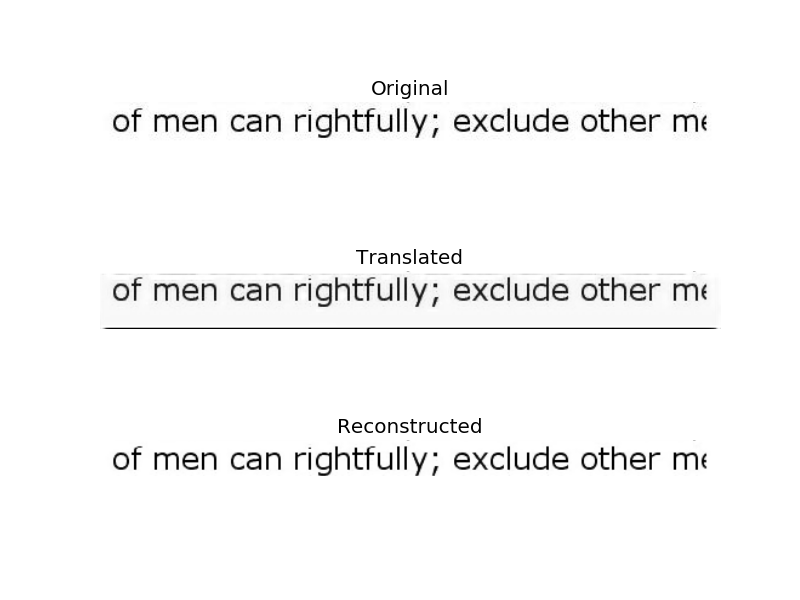 Original
of men can rightfully; exclude other
Translated
of men can rightfully; exclude other
Reconstructed
of men can rightfully; exclude other